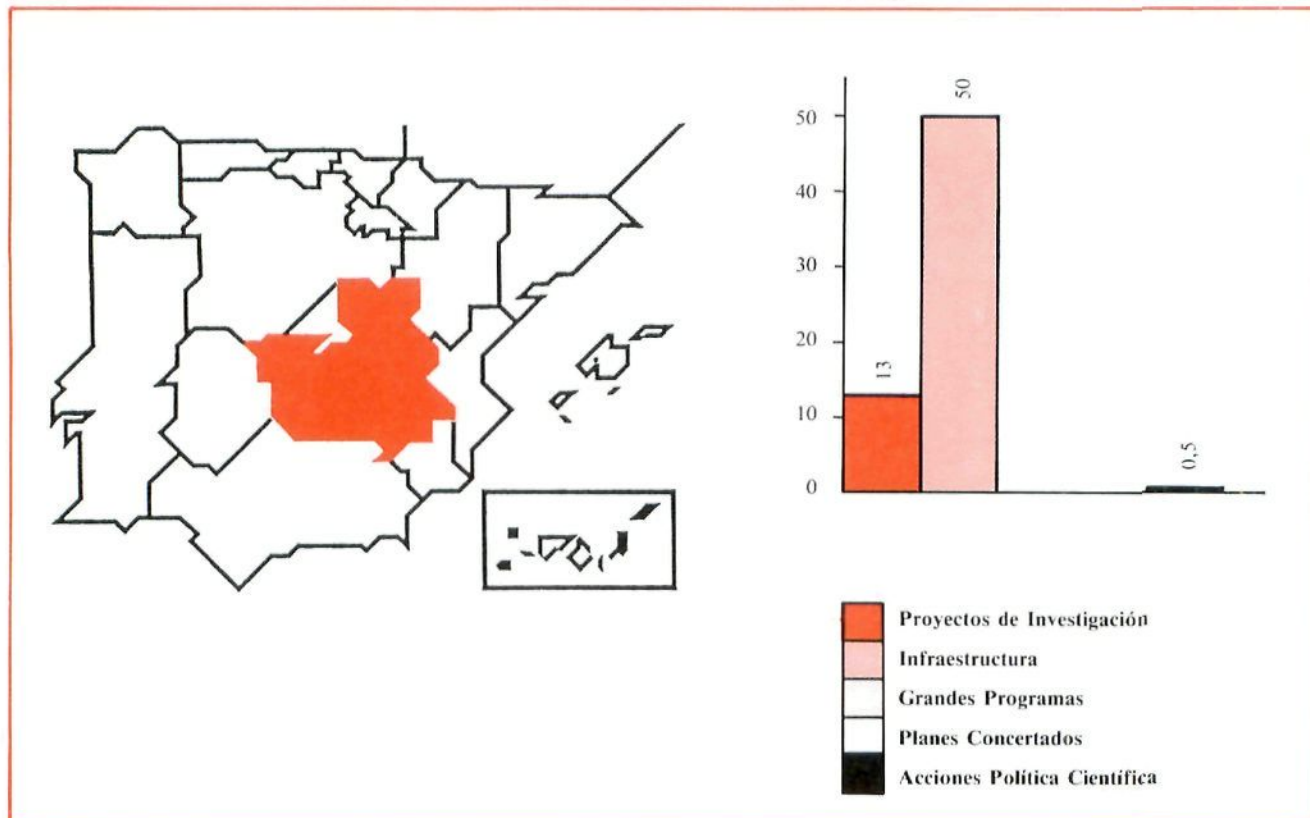 50
50
40
30
20
13
10
0,5
0
Proyectos de Investigación
Infraestructura
Grandes Programas
Planes Concertados
Acciones Política Científica